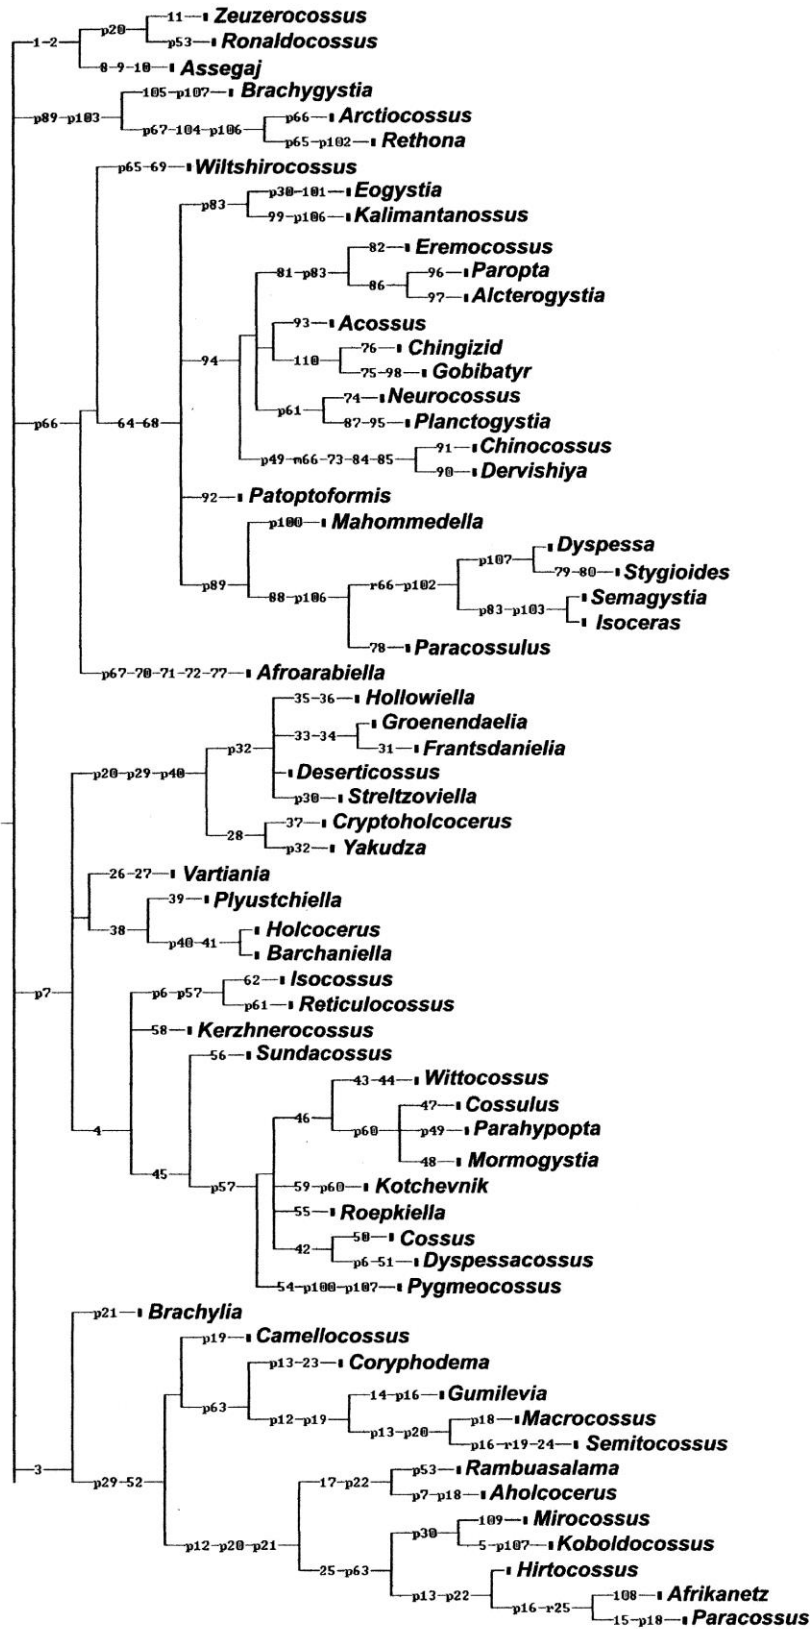 11 Zeuzerocossus
p20
1-2 p53 Ronaldocossus
8-9-10 Assegaj
105-p107 Brachygystia
p89-p103 p66 Arctiocossus
p67-104-p106
p65-p102 Rethona
p65-69 Wiltshirocossus
p30-101 Eogystia
p83
99-p106 Kalimantanossus
82 Eremocossus
81-p83 96 Paropta
86
97 Alcterogystia
93 Acossus
76 Chingizid
94 110
75-98 Gobibatyr
74 Neurocossus
p61
p66 64-68 87-95 Planctogystia
91 Chinocossus
p49-m66-73-84-85
90 Dervishiya
92 Patoptoformis
p100 Mahommedella
Dyspessa
p107
79-80 Stygioides
p89 r66-p102
88-p106 Semagystia
p83-p103
Isoceras
78 Paracossulus
p67-70-71-72-77 Afroarabiella
35-36 Hollowiella
Groenendaelia
33-34
p32 31 Frantsdanielia
p20-p29-p40 Deserticossus
p30 Streltzoviella
37 Cryptoholcocerus
28
p32 Yakudza
26-27 Vartiania
39 Plyustchiella
38 Holcocerus
p40-41
Barchaniella
62 Isocossus
p7 p6-p57
p61 Reticulocossus
58 Kerzhnerocossus
56 Sundacossus
43-44 Wittocossus
47 Cossulus
46
4 p60 p49 Parahypopta
48 Mormogystia
45
p57 59-p60 Kotchevnik
55 Roepkiella
50 Cossus
42
p6-51 Dyspessacossus
54-p100-p107 Pygmeocossus
p21 Brachylia
p19 Camellocossus
p13-23 Coryphodema
14-p16 Gumilevia
p63
p12-p19 p18 Macrocossus
p13-p20
p16-r19-24 Semitocossus
3 p53 Rambuasalama
p29-52 17-p22
p7-p18 Aholcocerus
109 Mirocossus
p30
p12-p20-p21 5-p107 Koboldocossus
25-p63 Hirtocossus
p13-p22 108 Afrikanetz
p16-r25
15-p18 Paracossus